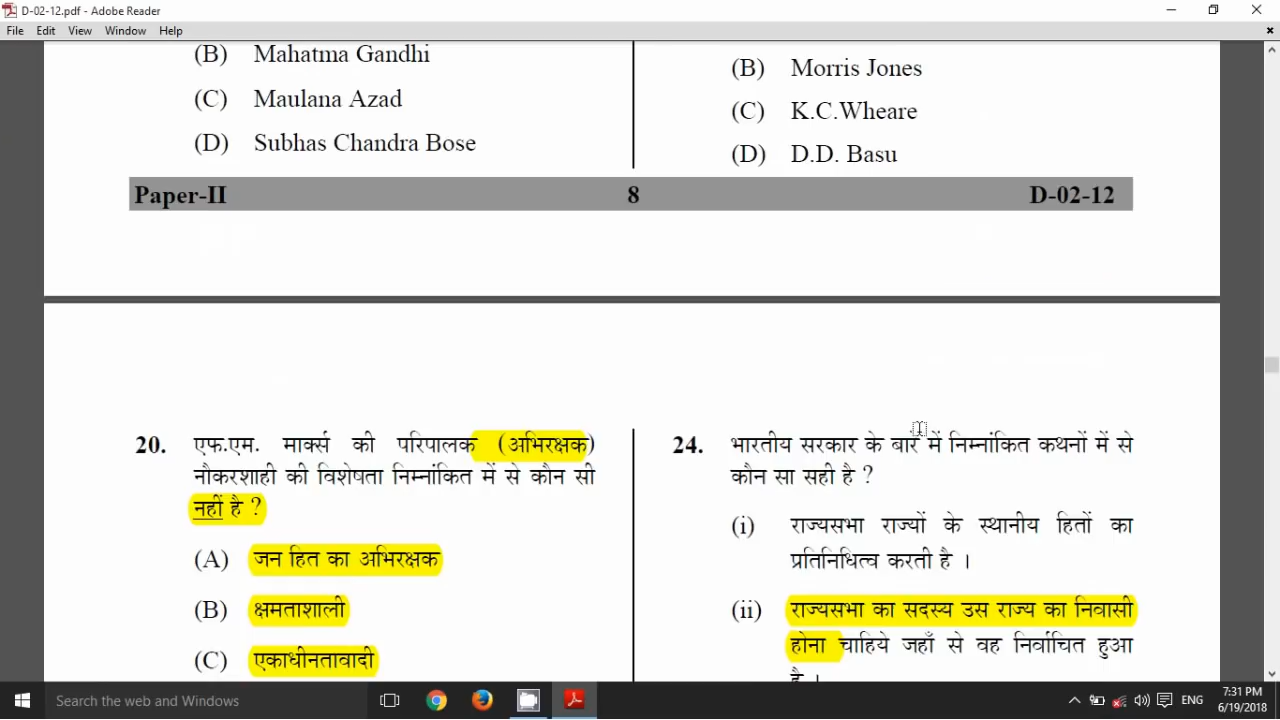 D-02-12.pdf - Adobe Reader
File Edit View Window Help
(B) Mahatma Gandhi
(C) Maulana Azad
(D) Subhas Chandra Bose
(B) Morris Jones
(C) K.C.Wheare
(D) D.D. Basu
Paper-II 8 D-02-12
20. एफ.एम. मार्क्स की परिपालक (अभिरक्षक)
नौकरशाही की विशेषता निम्नांकित में से कौन सी
नहीं है ?
(A) जन हित का अभिरक्षक
(B) क्षमताशाली
(C) एकाधीनतावादी
24. भारतीय सरकार के बारे में निम्नांकित कथनों में से
कौन सा सही है ?
(i) राज्यसभा राज्यों के स्थानीय हितों का
प्रतिनिधित्व करती है ।
(ii) राज्यसभा का सदस्य उस राज्य का निवासी
होना चाहिये जहाँ से वह निर्वाचित हुआ
है ।
Search the web and Windows
ENG
7:31 PM
6/19/2018